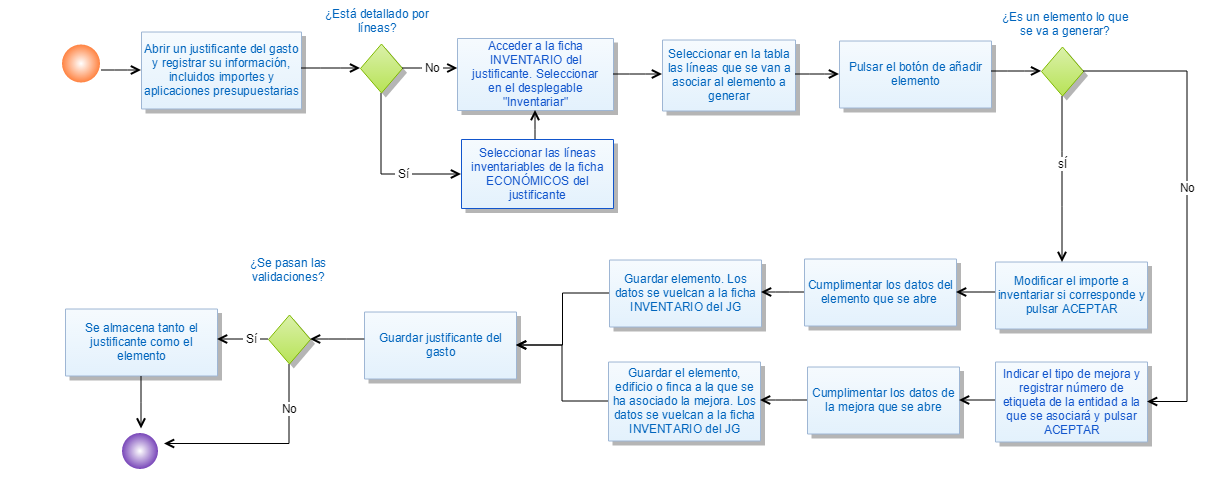 ¿Está detallado por
líneas?
¿Es un elemento lo que
se va a generar?
Abrir un justificante del gasto
y registrar su información,
incluidos importes y
aplicaciones presupuestarias
No
Acceder a la ficha
INVENTARIO del
justificante. Seleccionar
en el desplegable
"Inventariar"
Seleccionar en la tabla
las líneas que se van a
asociar al elemento a
generar
Pulsar el botón de añadir
elemento
Sí
Seleccionar las líneas
inventariables de la ficha
ECONÓMICOS del
justificante
sÍ
No
¿Se pasan las
validaciones?
Guardar elemento. Los
datos se vuelcan a la ficha
INVENTARIO del JG
Cumplimentar los datos del
elemento que se abre
Modificar el importe a
inventariar si corresponde y
pulsar ACEPTAR
Se almacena tanto el
justificante como el
elemento
Sí
Guardar justificante del
gasto
Guardar el elemento,
edificio o finca a la que se
ha asociado la mejora. Los
datos se vuelcan a la ficha
INVENTARIO del JG
Cumplimentar los datos de
la mejora que se abre
Indicar el tipo de mejora y
registrar número de
etiqueta de la entidad a la
que se asociará y pulsar
ACEPTAR
No